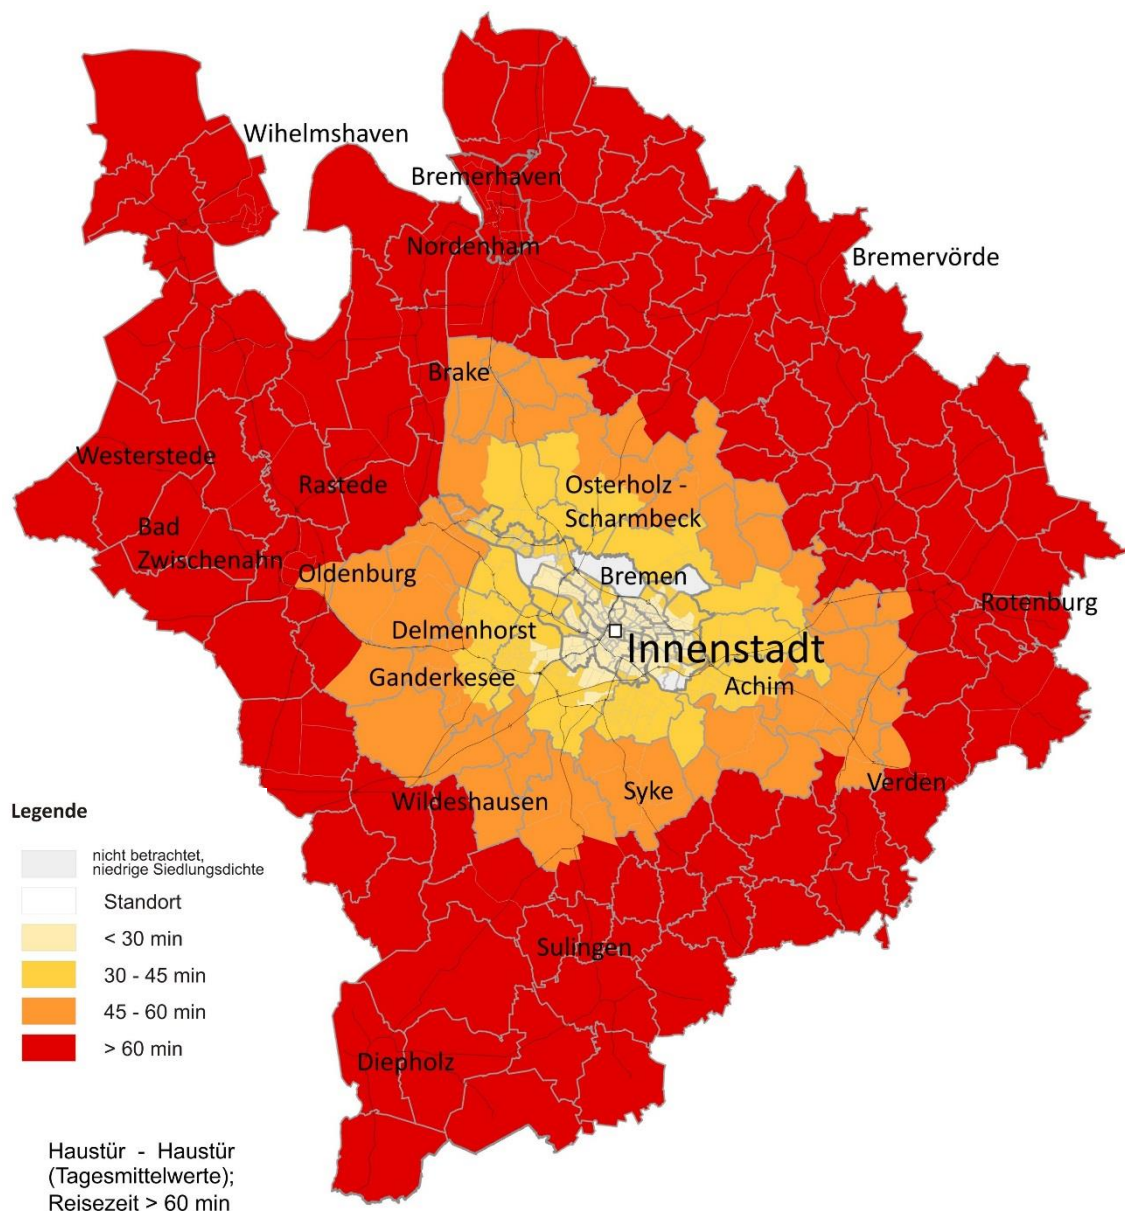 Wihelmshaven
Bremerhaven
Nordenham
Bremervörde
Brake
Westerstede
Rastede
Osterholz -
Scharmbeck
Bad
Zwischenahn
Oldenburg
Bremen
Rotenburg
Delmenhorst
Innenstadt
Ganderkesee
Achim
Verden
Wildeshausen
Syke
Sulingen
Diepholz
Legende
nicht betrachtet,
niedrige Siedlungsdichte
Standort
< 30 min
30 - 45 min
45 - 60 min
> 60 min
Haustür - Haustür
(Tagesmittelwerte);
Reisezeit > 60 min